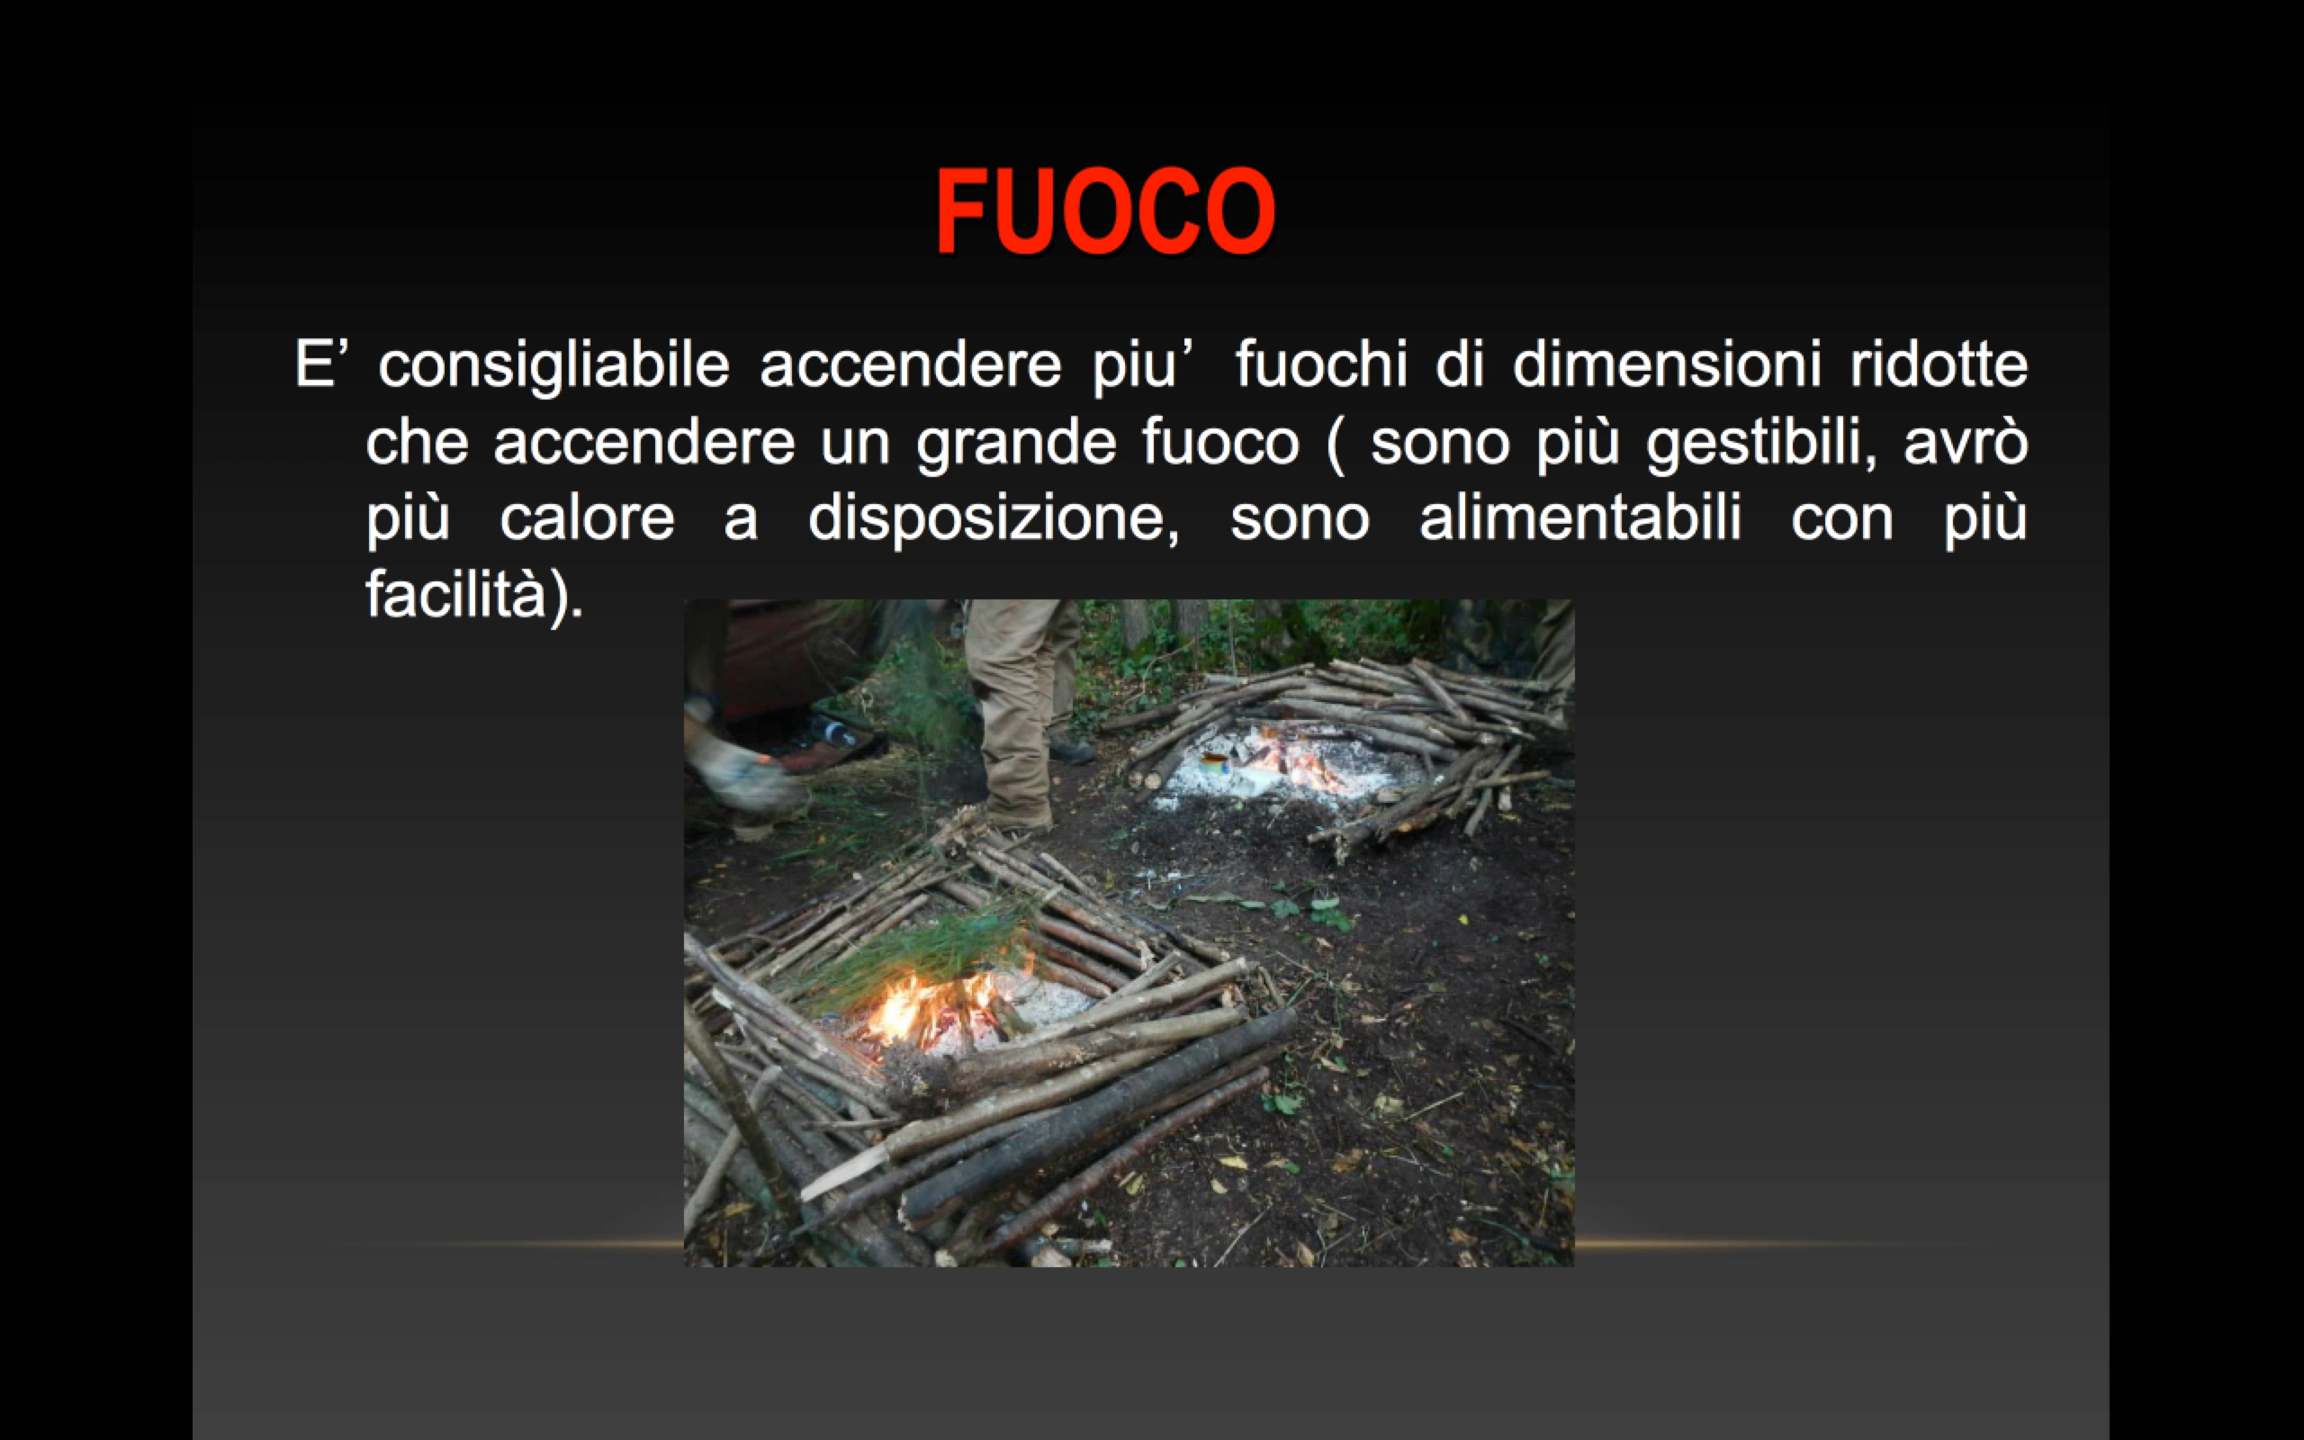 FUOCO
E’ consigliabile accendere piu’ fuochi di dimensioni ridotte
che accendere un grande fuoco ( sono più gestibili, avrò
più calore a disposizione, sono alimentabili con più
facilità).